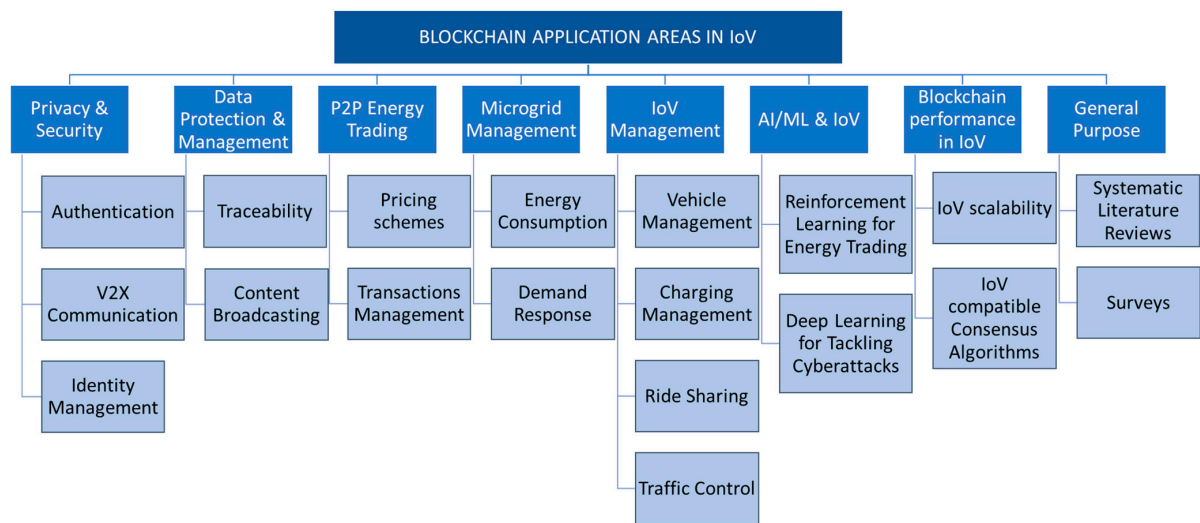 BLOCKCHAIN APPLICATION AREAS IN IoV
Privacy &
Security
Authentication
V2X
Communication
Identity
Management
Data
Protection &
Management
Traceability
Content
Broadcasting
P2P Energy
Trading
Pricing
schemes
Transactions
Management
Microgrid
Management
Energy
Consumption
Demand
Response
IoV
Management
Vehicle
Management
Charging
Management
Ride Sharing
Traffic Control
AI/ML & IoV
Reinforcement
Learning for
Energy Trading
Deep Learning
for Tackling
Cyberattacks
Blockchain
performance
in IoV
IoV scalability
IoV
compatible
Consensus
Algorithms
General
Purpose
Systematic
Literature
Reviews
Surveys